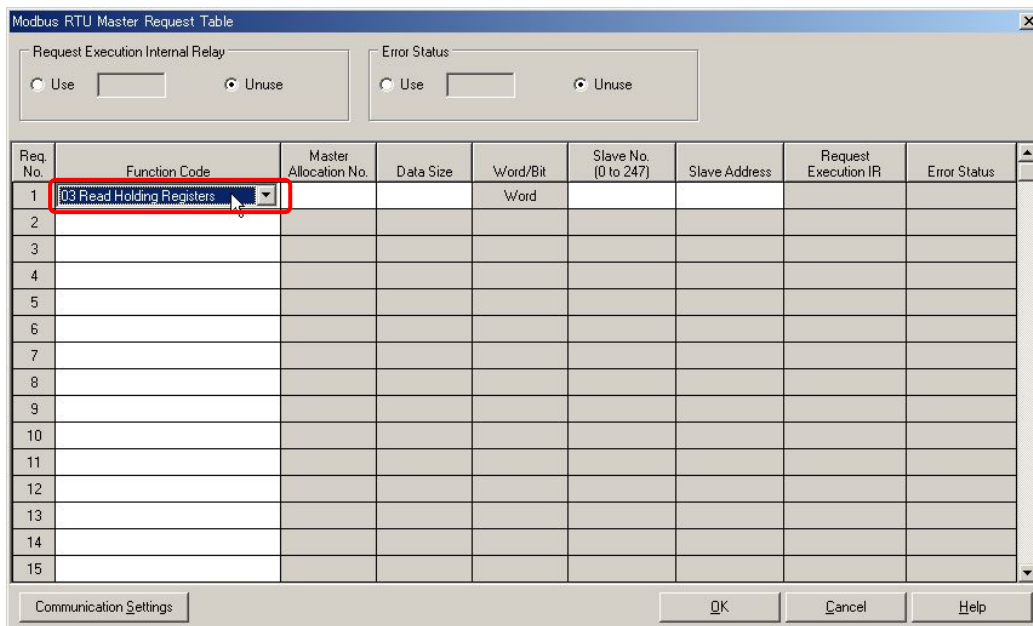 Modbus RTU Master Request Table
Request Execution Internal Relay
Use
Unuse
Error Status
Use
Unuse
Req. No. Function Code Master Allocation No. Data Size Word/Bit Slave No. (0 to 247) Slave Address Request Execution IR Error Status
1 03 Read Holding Registers Word
2
3
4
5
6
7
8
9
10
11
12
13
14
15
Communication Settings OK Cancel Help